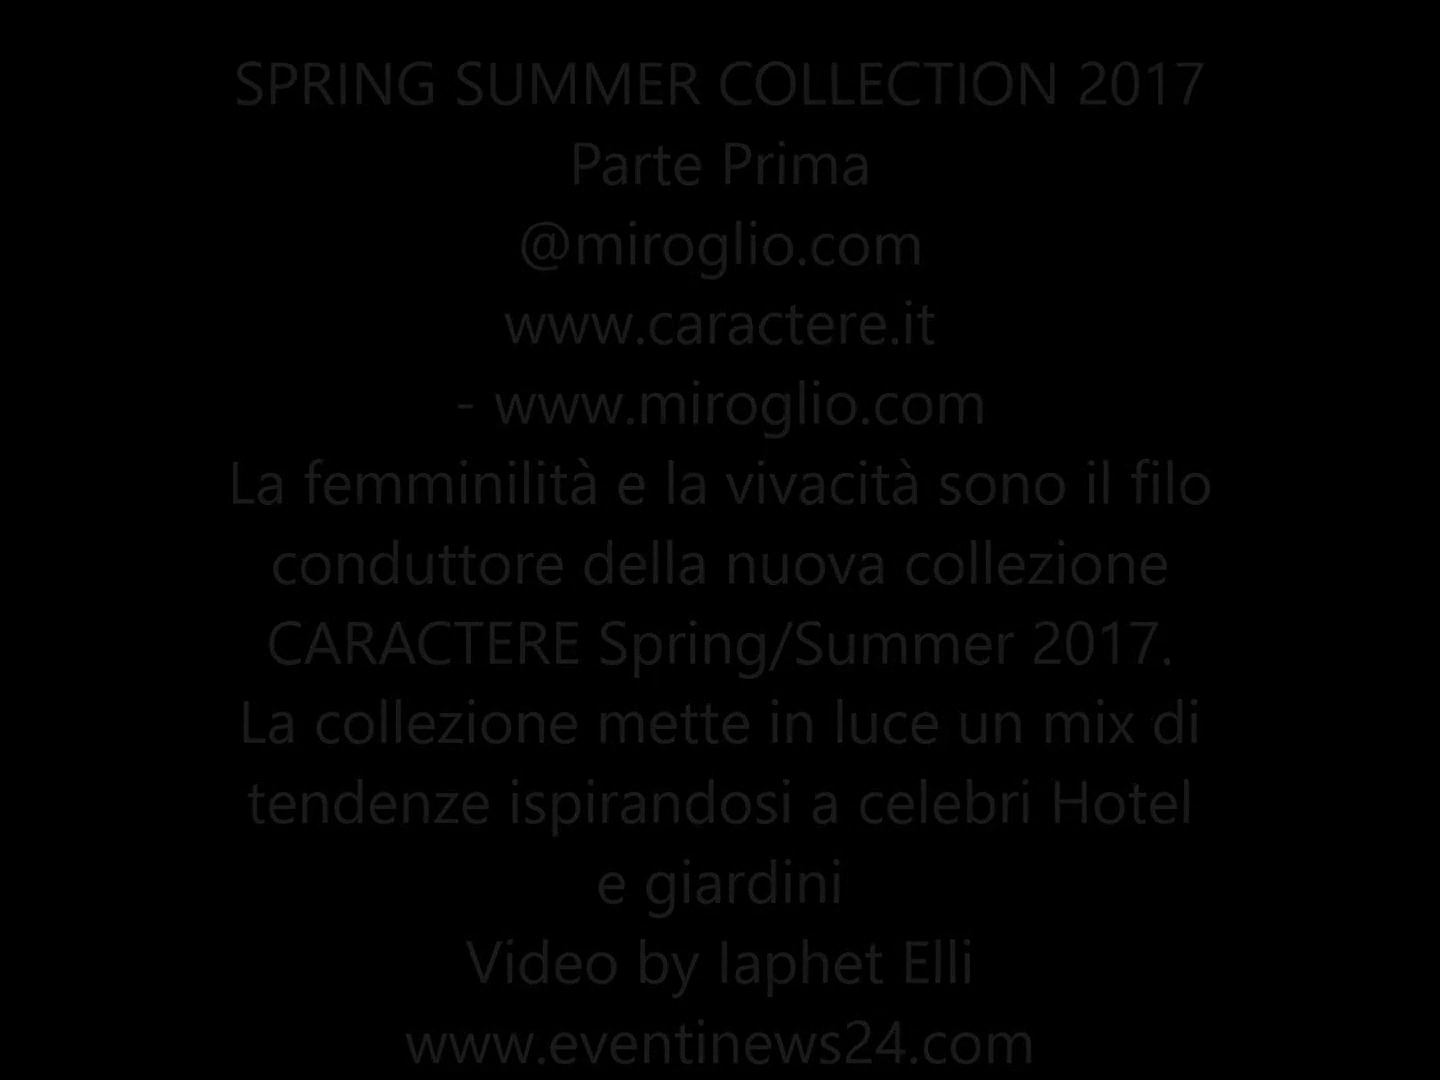 SPRING SUMMER COLLECTION 2017
Parte Prima
@miroglio.com
www.caractere.it
- www.miroglio.com
La femminilità e la vivacità sono il filo
conduttore della nuova collezione
CARACTERE Spring/Summer 2017.
La collezione mette in luce un mix di
tendenze ispirandosi a celebri Hotel
e giardini
Video by Iaphet Elli
www.eventinews24.com